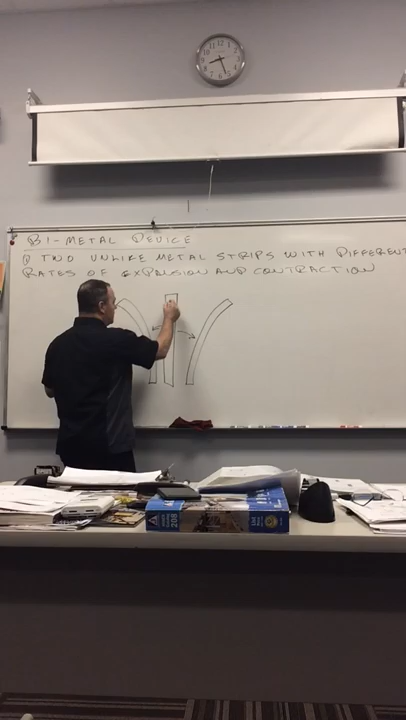 BI-METAL DEVICE
1) TWO UNLIKE METAL STRIPS WITH DIFFERENT
RATES OF EXPANSION AND CONTRACTION